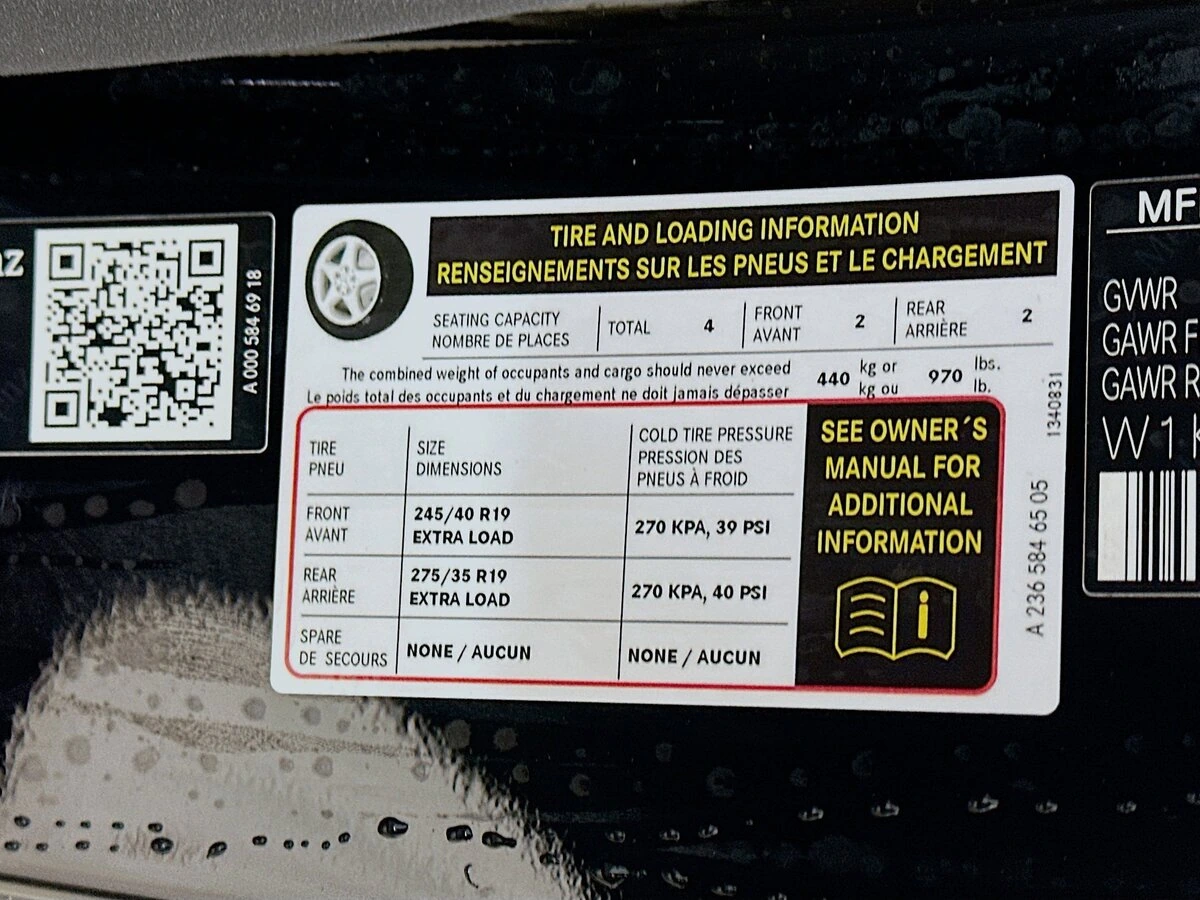 az
A 000 584 69 18
TIRE AND LOADING INFORMATION
RENSEIGNEMENTS SUR LES PNEUS ET LE CHARGEMENT
SEATING CAPACITY
NOMBRE DE PLACES
TOTAL 4
FRONT
AVANT
2
REAR
ARRIÈRE
2
The combined weight of occupants and cargo should never exceed
Le poids total des occupants et du chargement ne doit jamais dépasser
440 kg or
kg ou
970 lbs.
lb.
TIRE
PNEU
SIZE
DIMENSIONS
COLD TIRE PRESSURE
PRESSION DES
PNEUS À FROID
FRONT
AVANT
245/40 R19
EXTRA LOAD
270 KPA, 39 PSI
REAR
ARRIÈRE
275/35 R19
EXTRA LOAD
270 KPA, 40 PSI
SPARE
DE SECOURS
NONE / AUCUN
NONE / AUCUN
SEE OWNER´S
MANUAL FOR
ADDITIONAL
INFORMATION
i
A 236 584 65 05
1340831
MF
GVWR
GAWR F
GAWR R
W1K